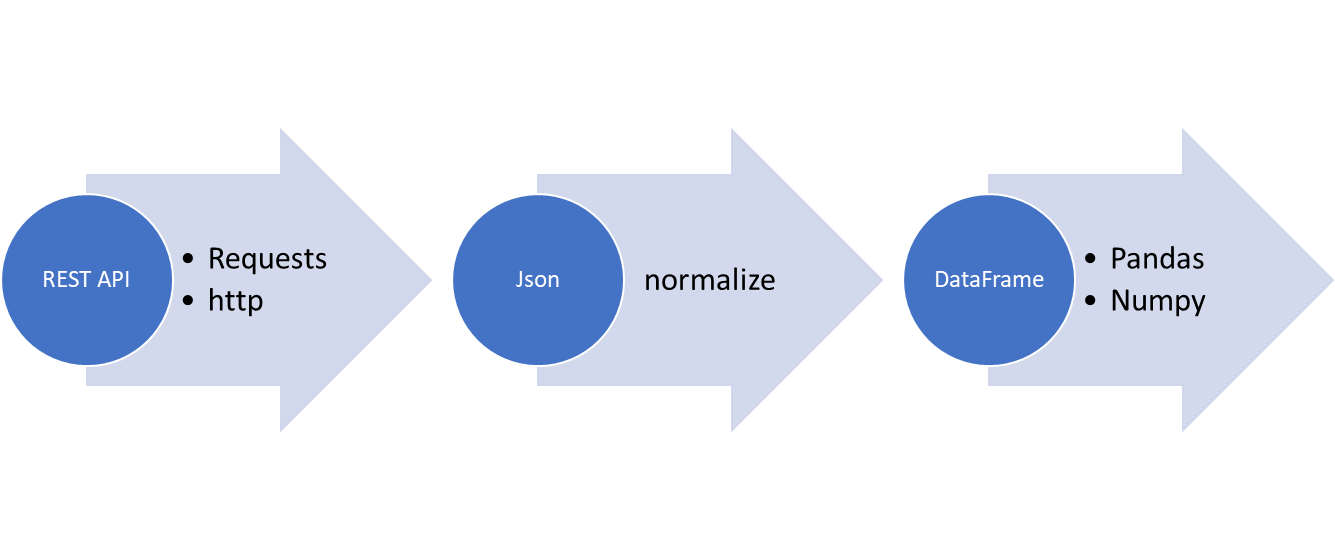 REST API
• Requests
• http
Json
normalize
DataFrame
• Pandas
• Numpy